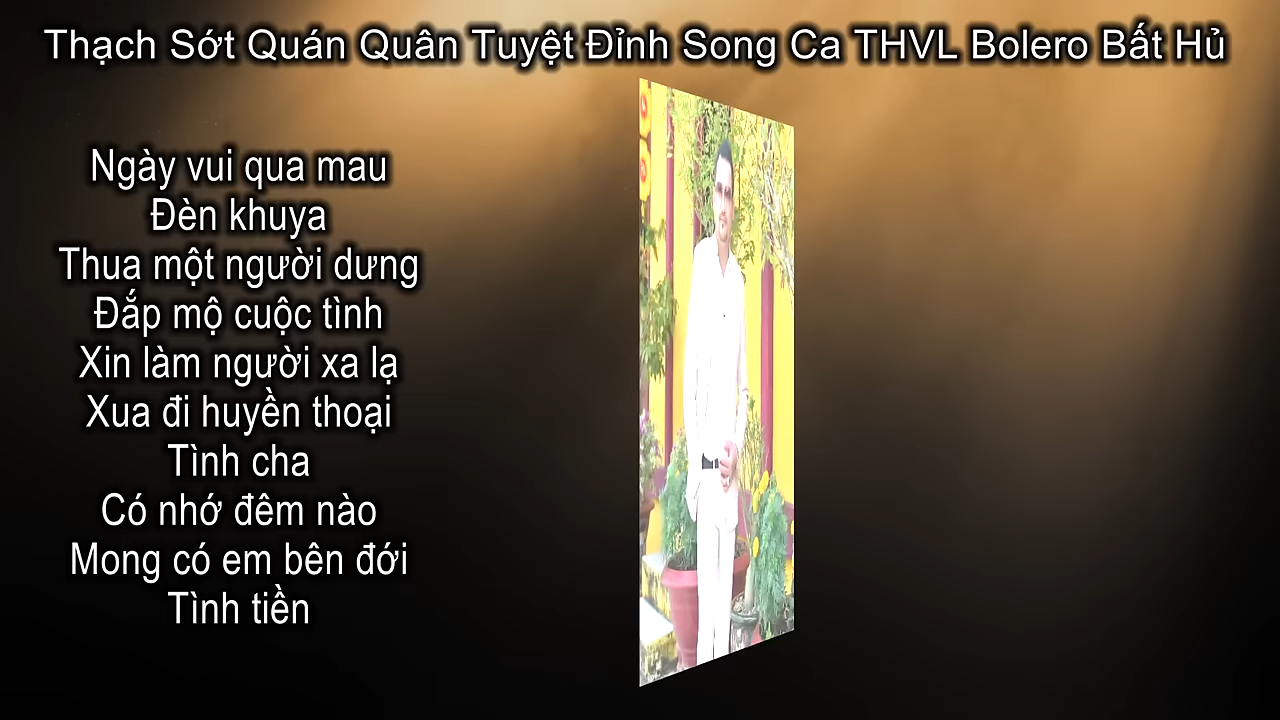 Thạch Sớt Quán Quân Tuyệt Đỉnh Song Ca THVL Bolero Bất Hủ
Ngày vui qua mau
Đèn khuya
Thua một người dưng
Đắp mộ cuộc tình
Xin làm người xa lạ
Xua đi huyền thoại
Tình cha
Có nhớ đêm nào
Mong có em bên đới
Tình tiền